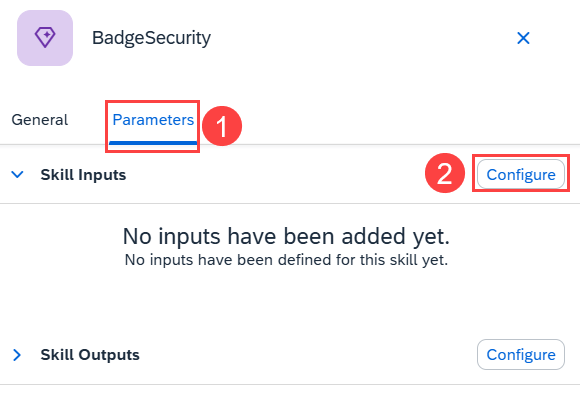 BadgeSecurity
General Parameters 1
Skill Inputs 2 Configure
No inputs have been added yet.
No inputs have been defined for this skill yet.
Skill Outputs Configure